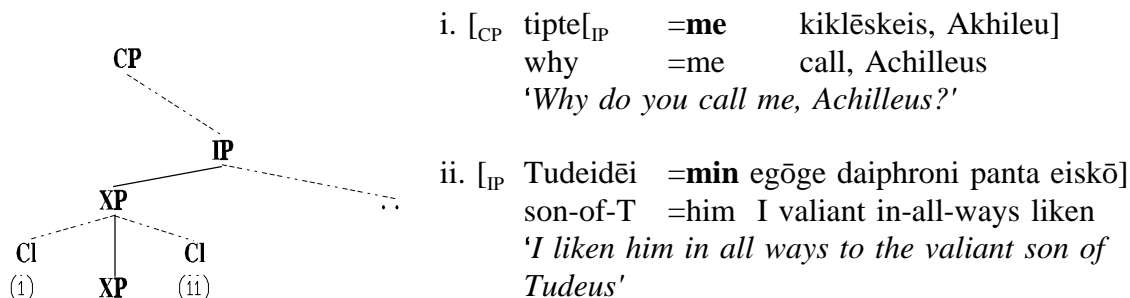 CP
IP
XP
. .
Cl Cl
(i) XP (ii)
i. [CP tipte[IP =me kiklēskeis, Akhileu]
why =me call, Achilleus
‘Why do you call me, Achilleus?'
ii. [IP Tudeidēi =min egōge daiphroni panta eiskō]
son-of-T =him I valiant in-all-ways liken
‘I liken him in all ways to the valiant son of
Tudeus'